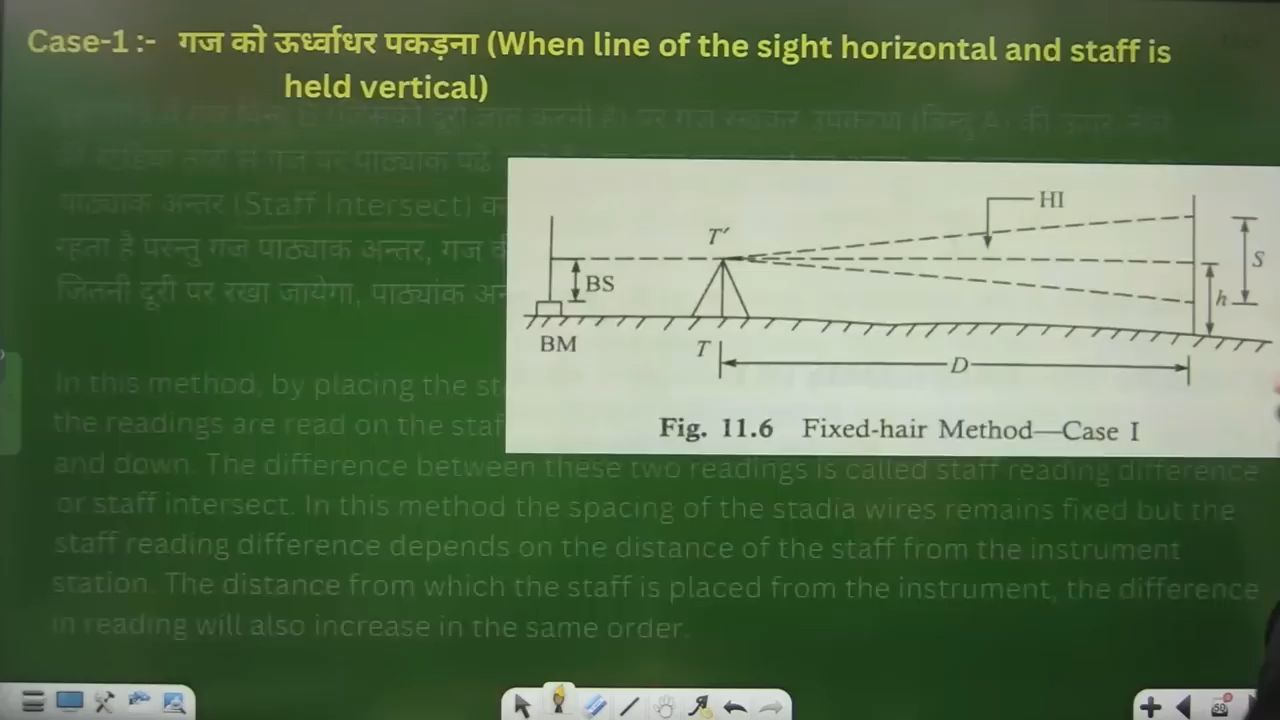 Case-1 :- गज को ऊर्ध्वाधर पकड़ना (When line of the sight horizontal and staff is
held vertical)
पाठ्यांक अन्तर (Staff Intersect)
रहता है परन्तु गज पाठ्यांक अन्तर, गज
जितनी दूरी पर रखा जायेगा, पाठ्यांक
HI
T'
S
BS
h
BM
T
D
Fig. 11.6 Fixed-hair Method—Case I
In this method, by placing the
the readings are read on the
and down. The difference between these two readings is called staff reading difference
or staff intersect. In this method the spacing of the stadia wires remains fixed but the
staff reading difference depends on the distance of the staff from the instrument
station. The distance from which the staff is placed from the instrument, the difference
in reading will also increase in the same order.